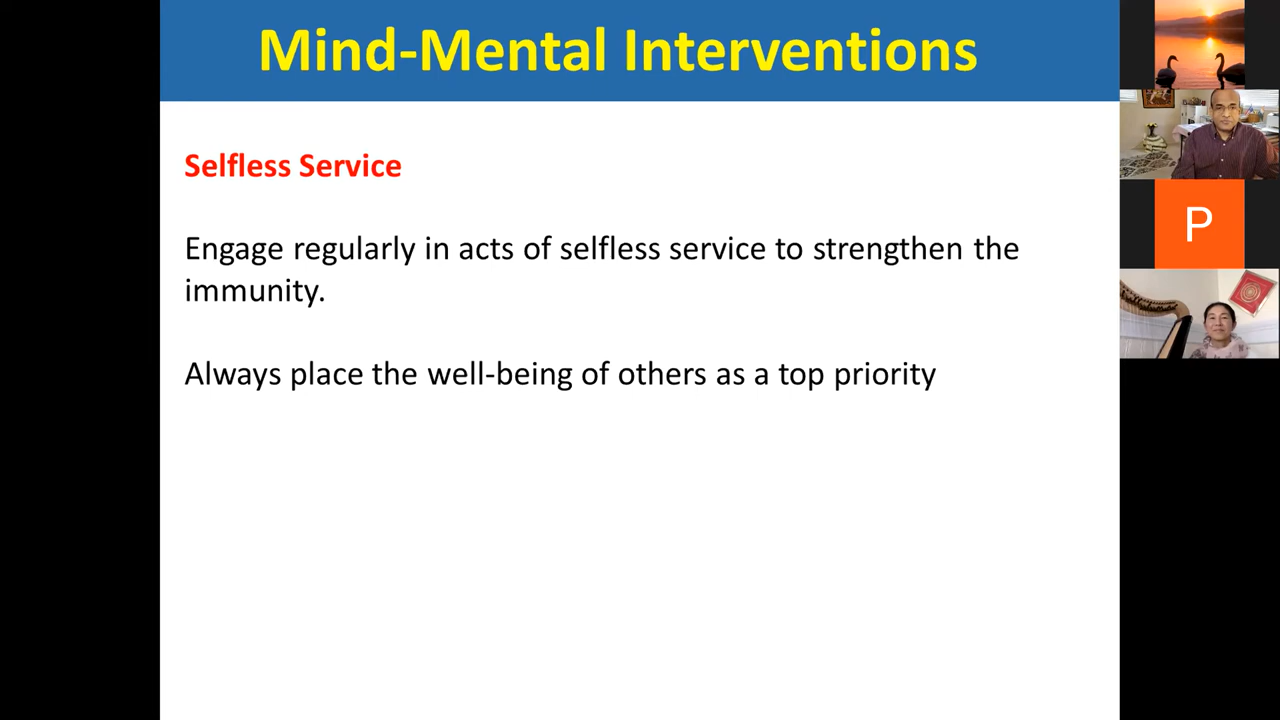 Mind-Mental Interventions
Selfless Service
Engage regularly in acts of selfless service to strengthen the
immunity.
Always place the well-being of others as a top priority
P